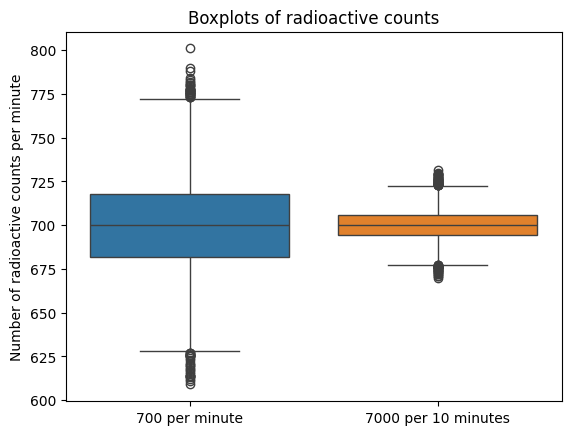 Boxplots of radioactive counts
Number of radioactive counts per minute
800
775
750
725
700
675
650
625
600
700 per minute
7000 per 10 minutes